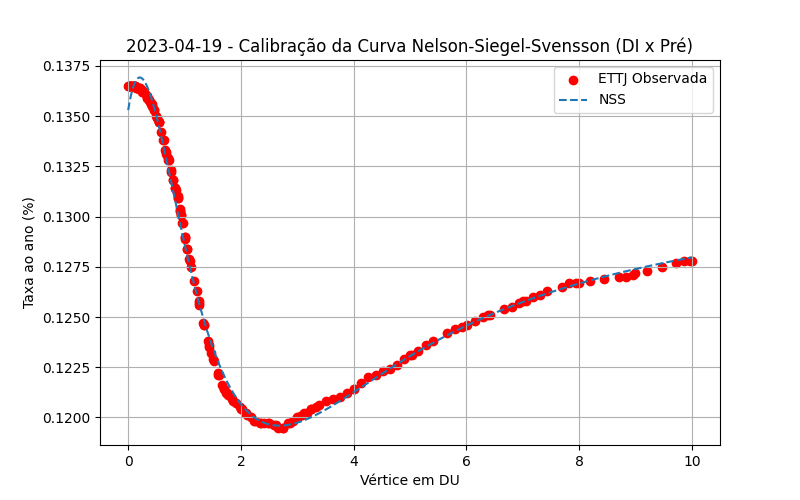 2023-04-19 - Calibração da Curva Nelson-Siegel-Svensson (DI x Pré)
ETTJ Observada
NSS
Taxa ao ano (%)
0.1375
0.1350
0.1325
0.1300
0.1275
0.1250
0.1225
0.1200
0 2 4 6 8 10
Vértice em DU